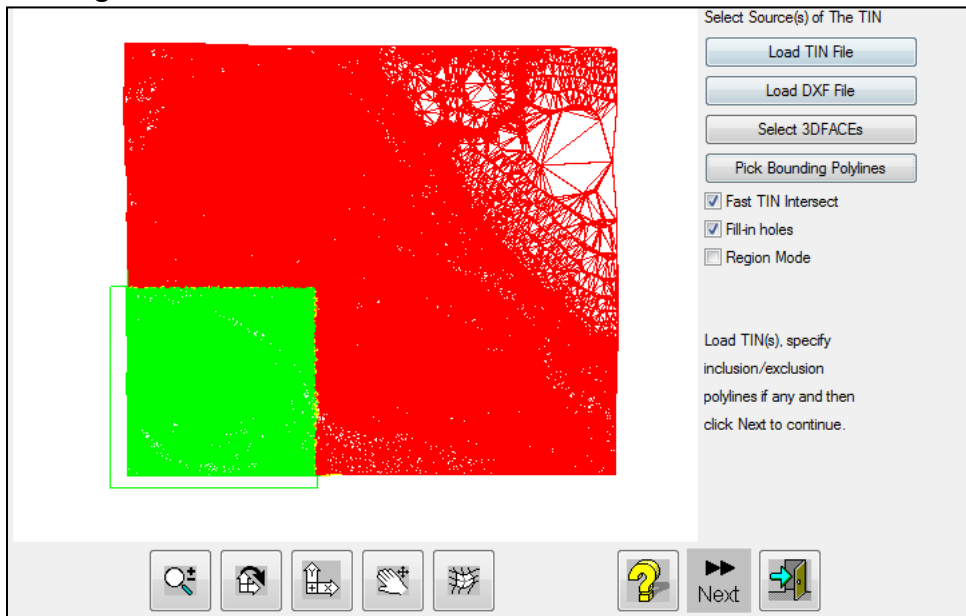 Select Source(s) of The TIN
Load TIN File
Load DXF File
Select 3DFACEs
Pick Bounding Polylines
Fast TIN Intersect
Fill-in holes
Region Mode
Load TIN(s), specify
inclusion/exclusion
polylines if any and then
click Next to continue.
Next